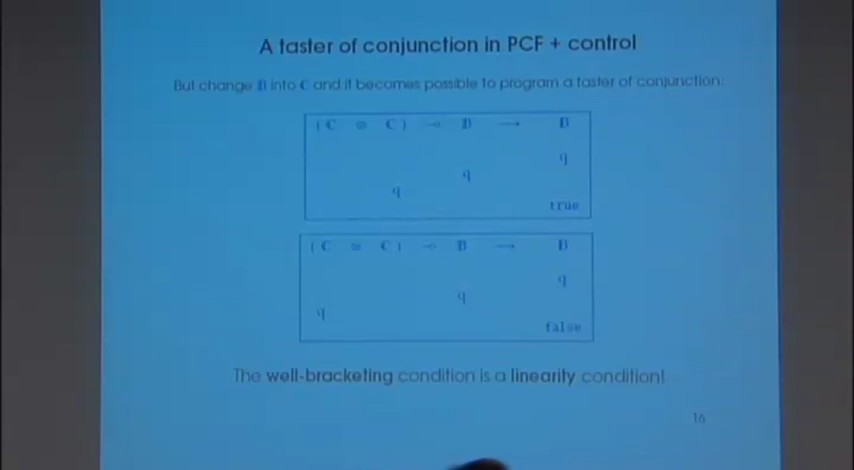 A taster of conjunction in PCF + control
But change B into C and it becomes possible to program a taster of conjunction:
( C ⊗ C ) ⊸ B ⟶ B
q
q
q
true
( C ⊗ C ) ⊸ B ⟶ B
q
q
q
false
The well-bracketing condition is a linearity condition!
16